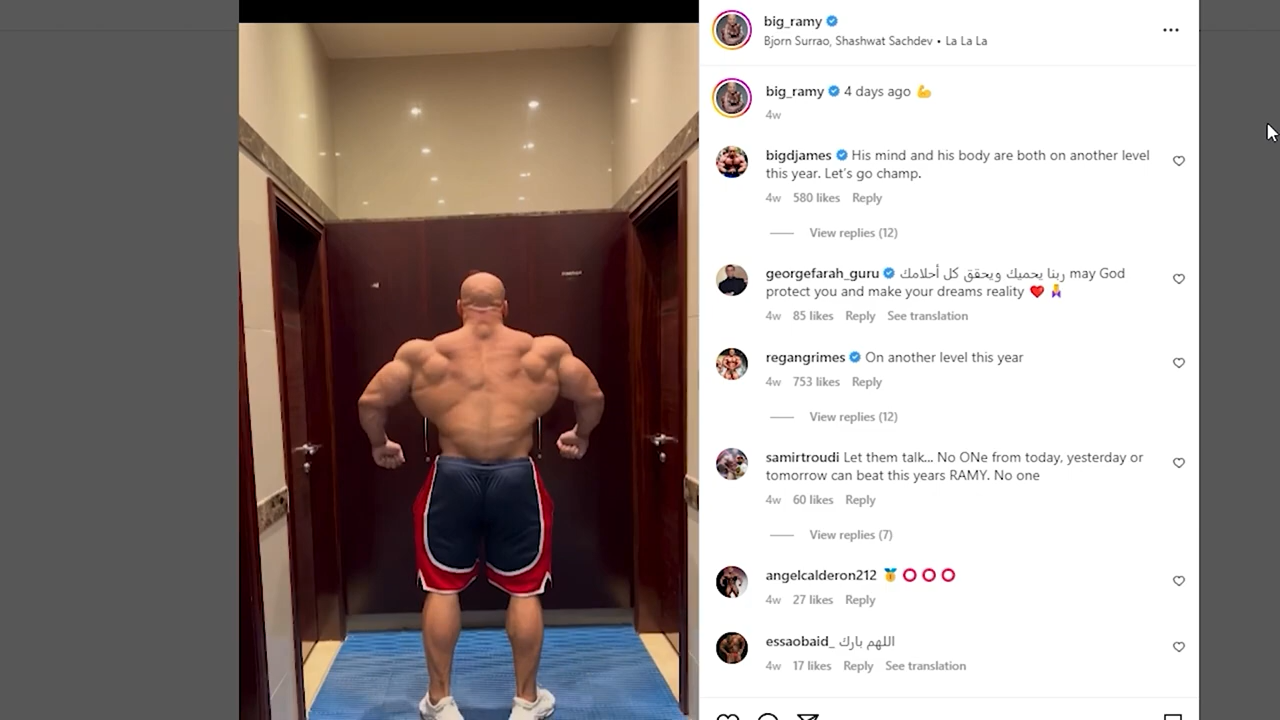 big_ramy
Bjorn Surrao, Shashwat Sachdev • La La La
big_ramy 4 days ago 💪
4w
bigdjames His mind and his body are both on another level
this year. Let's go champ.
4w 580 likes Reply
View replies (12)
georgefarah_guru ربنا يحميك ويحقق كل أحلامك may God
protect you and make your dreams reality ❤️
4w 85 likes Reply See translation
regangrimes On another level this year
4w 753 likes Reply
View replies (12)
samirtroudi Let them talk... No ONe from today, yesterday or
tomorrow can beat this years RAMY. No one
4w 60 likes Reply
View replies (7)
angelcalderon212 🥇⭕⭕⭕
4w 27 likes Reply
essaobaid_ اللهم بارك
4w 17 likes Reply See translation